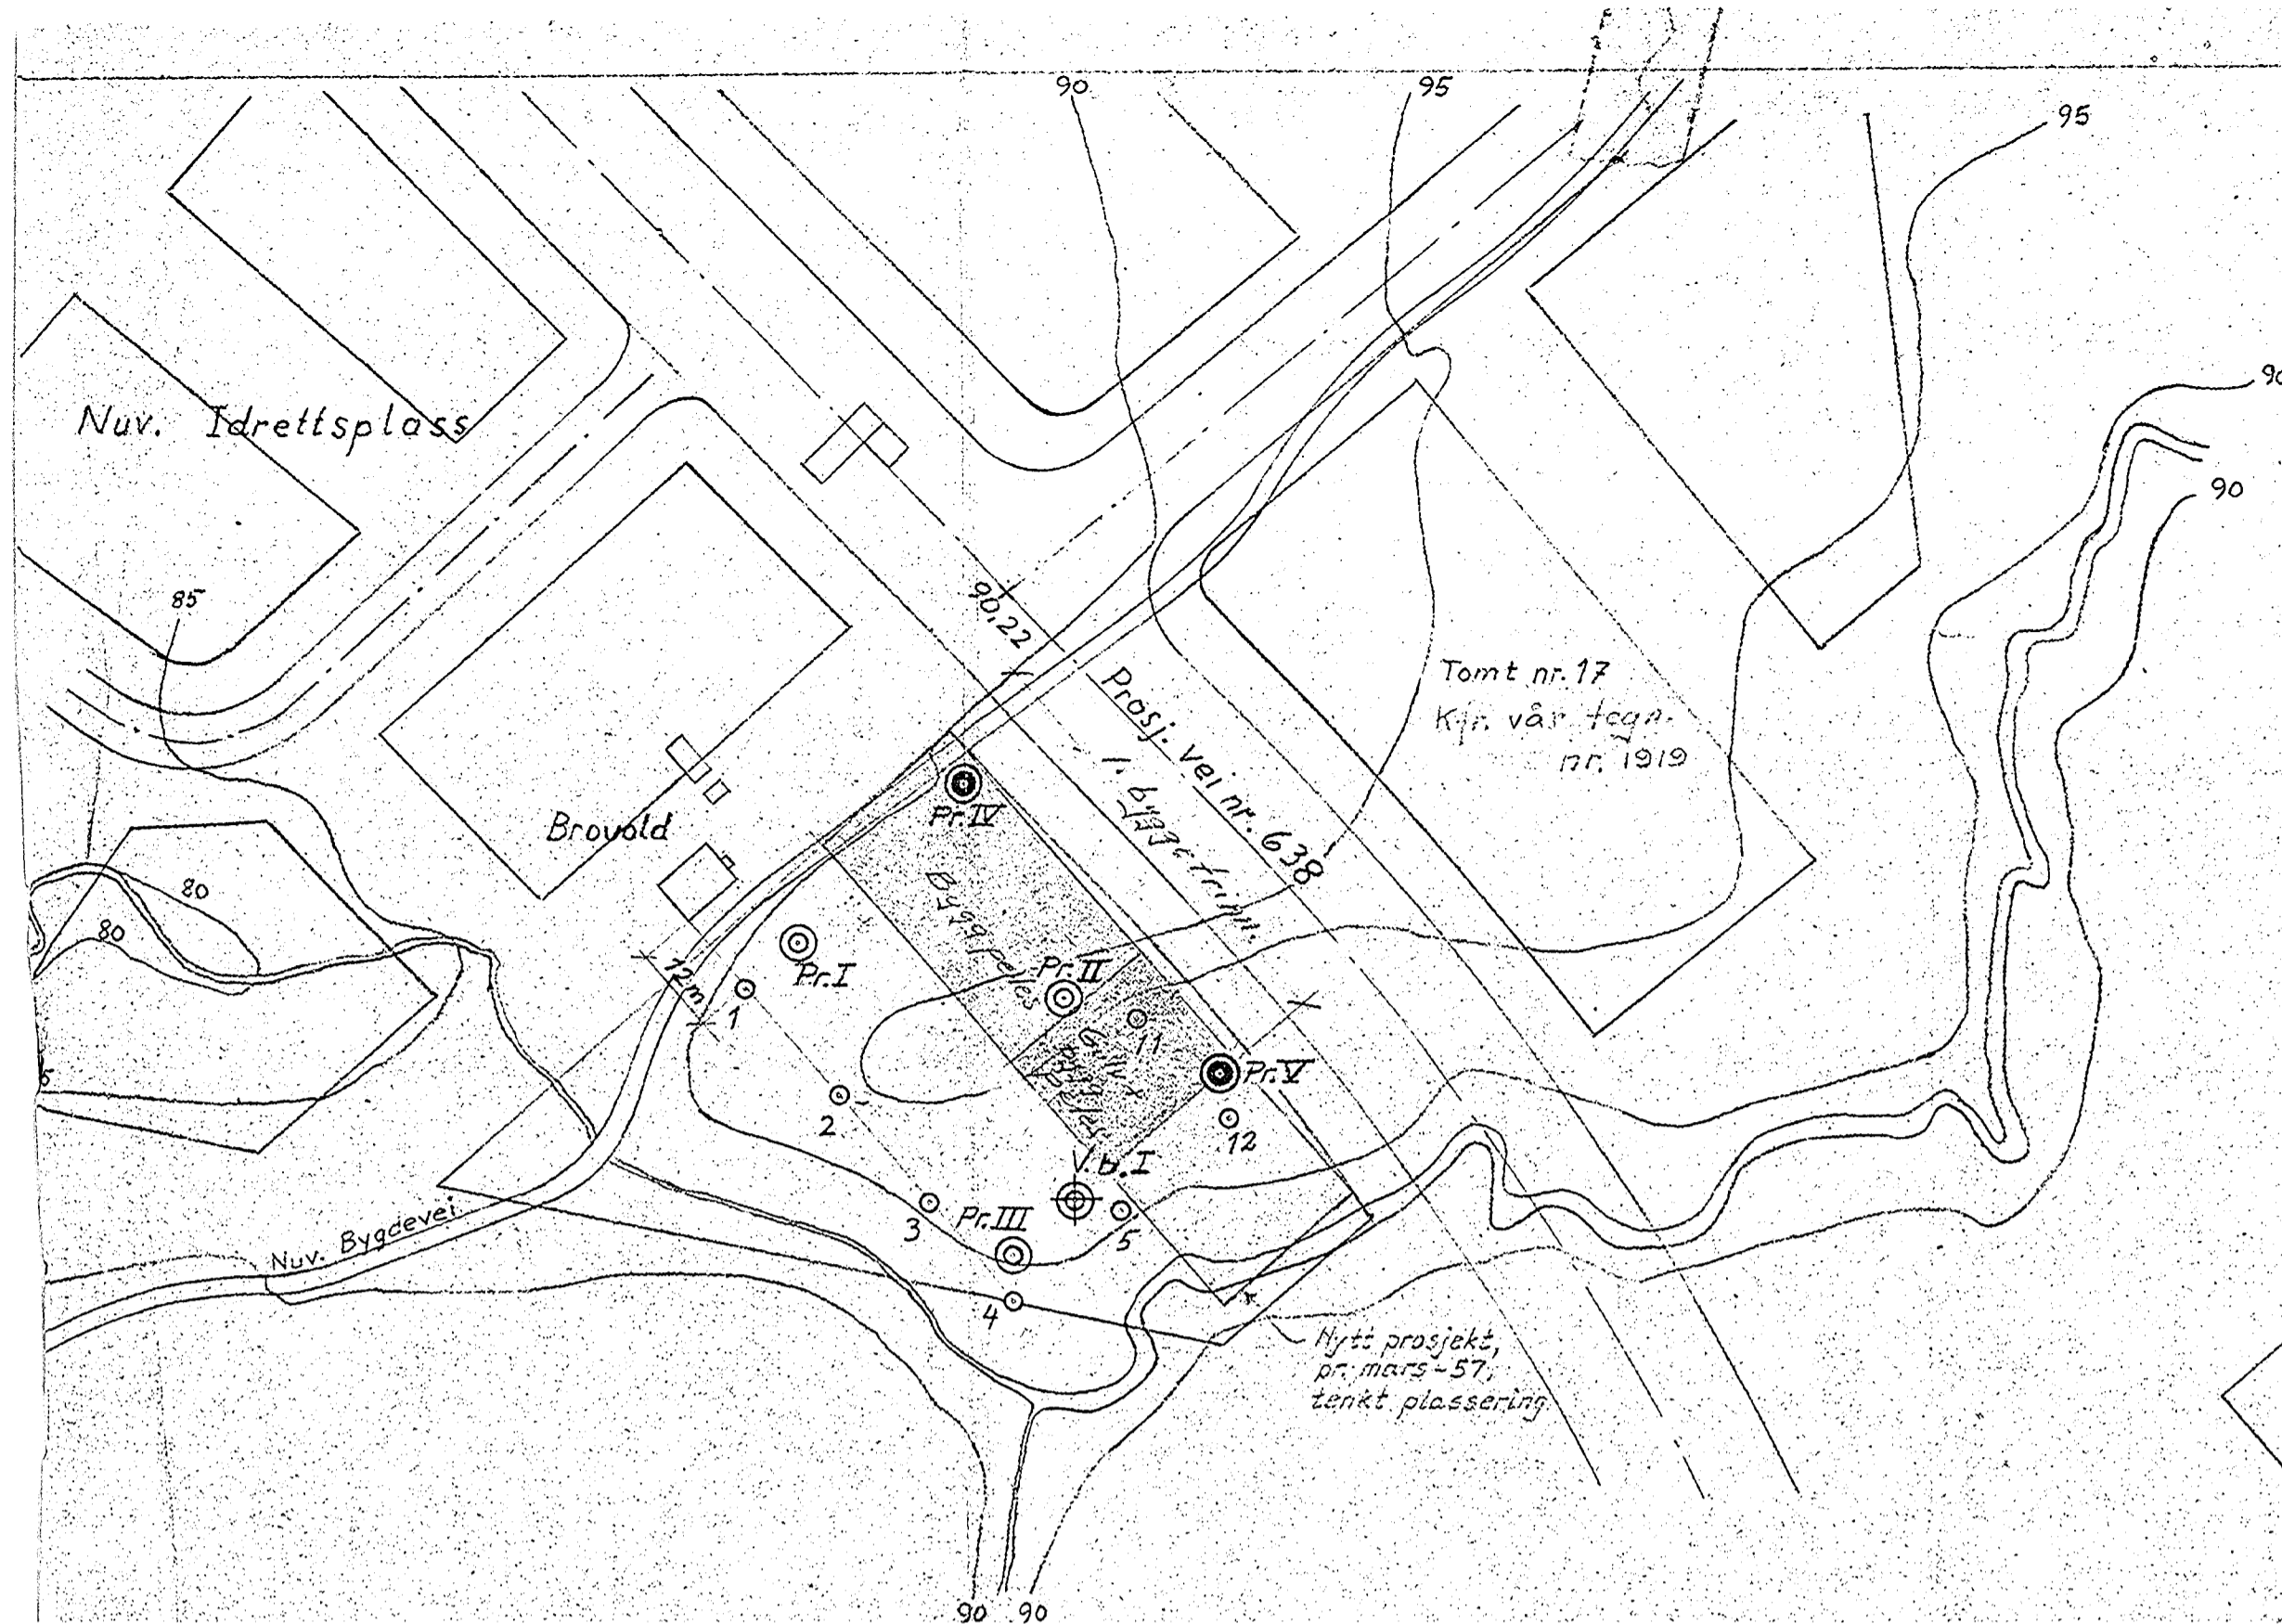 90
95
95
90
Nuv. Idrettsplass
90
85
90,22
Prosj. vei nr. 638
1. byggetrinn.
Tomt nr. 17
Kfr. vår tegn.
nr. 1919
Pr. IV
Brovold
Byggfelles
80
80
Pr. I
12 m
1
Pr. II
11
Pr. V
2
12
V.b. I
3
Pr. III
5
4
Nuv. Bygdevei
Nytt prosjekt,
pr. mars-57,
tenkt plassering
90
90